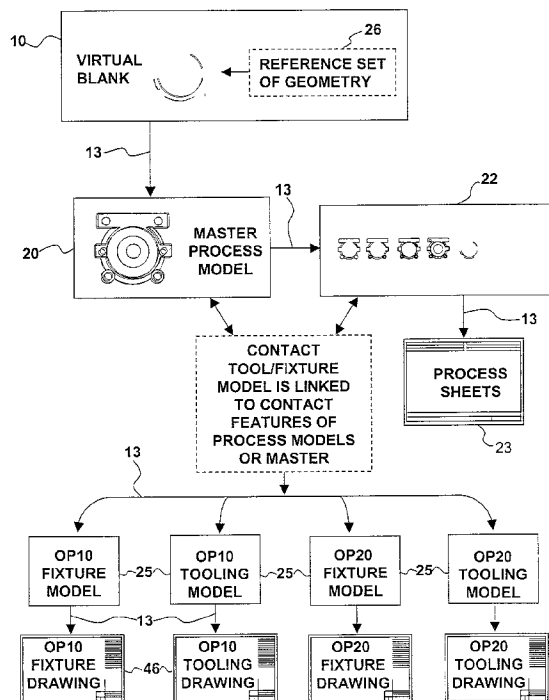 10
VIRTUAL
BLANK
26
REFERENCE SET
OF GEOMETRY
13
20
MASTER
PROCESS
MODEL
13
22
13
PROCESS
SHEETS
23
CONTACT
TOOL/FIXTURE
MODEL IS LINKED
TO CONTACT
FEATURES OF
PROCESS MODELS
OR MASTER
13
OP10
FIXTURE
MODEL
25
OP10
TOOLING
MODEL
25
OP20
FIXTURE
MODEL
25
OP20
TOOLING
MODEL
13
OP10
FIXTURE
DRAWING
46
OP10
TOOLING
DRAWING
OP20
FIXTURE
DRAWING
OP20
TOOLING
DRAWING